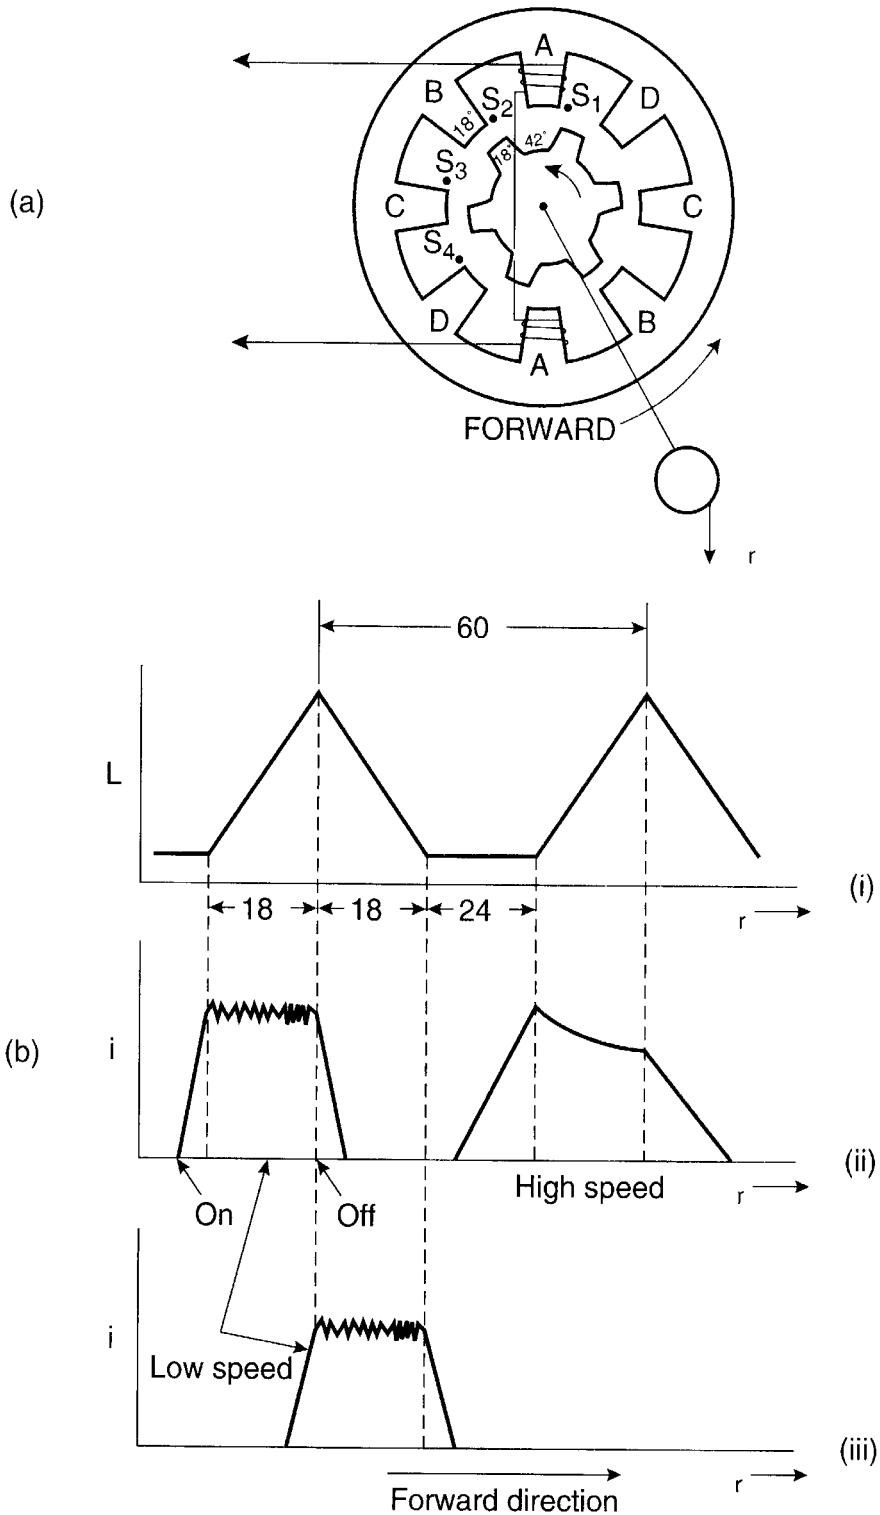 (a)
A
B
D
S2
S1
18°
42°
18°
S3
C
C
S4
D
B
A
FORWARD
r
60
L
(i)
18
18
24
r
(b)
i
(ii)
On
Off
High speed
r
i
Low speed
(iii)
r
Forward direction